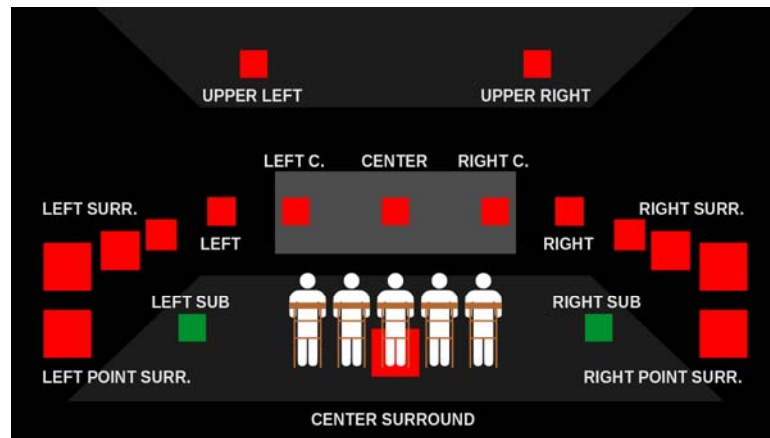 UPPER LEFT
UPPER RIGHT
LEFT C.
CENTER
RIGHT C.
LEFT SURR.
RIGHT SURR.
LEFT
RIGHT
LEFT SUB
RIGHT SUB
LEFT POINT SURR.
RIGHT POINT SURR.
CENTER SURROUND